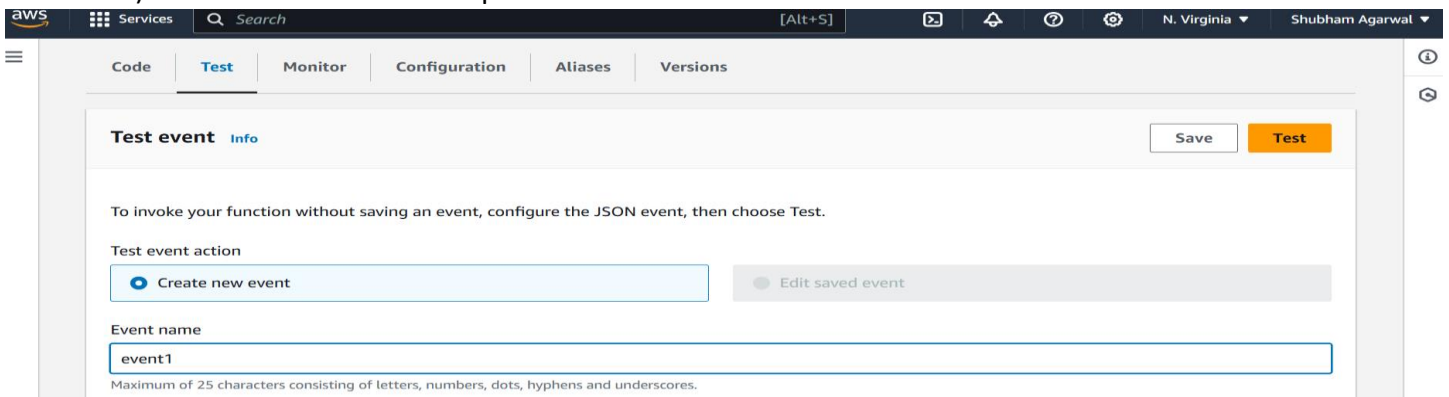 aws Services Search [Alt+S] N. Virginia Shubham Agarwal
Code Test Monitor Configuration Aliases Versions
Test event Info Save Test
To invoke your function without saving an event, configure the JSON event, then choose Test.
Test event action
Create new event Edit saved event
Event name
event1
Maximum of 25 characters consisting of letters, numbers, dots, hyphens and underscores.